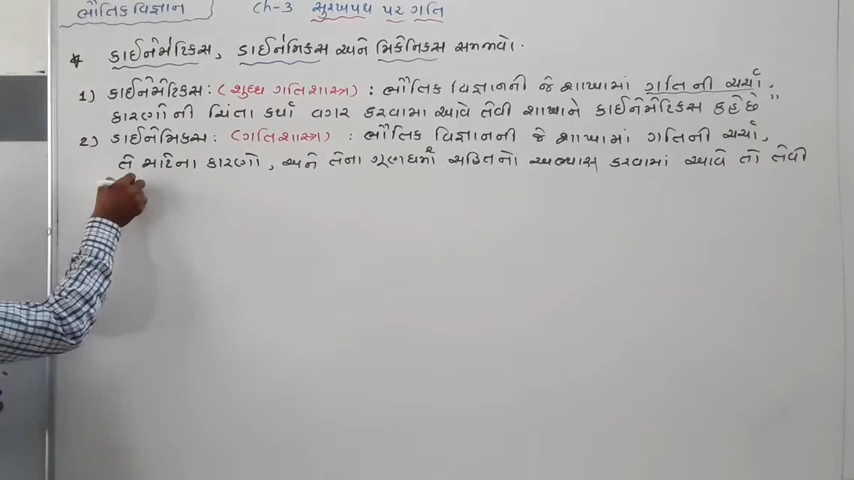 ભૌતિકવિજ્ઞાન Ch-3 સુરેખપથ પર ગતિ
* કાઈનેમેટિક્સ, ડાઈનેમિક્સ અને મિકેનિક્સ સમજાવો.
1) કાઈનેમેટિક્સ: (શુધ્ધ ગતિશાસ્ત્ર) : ભૌતિક વિજ્ઞાનની જે શાખામાં ગતિની ચર્ચા,
કારણોની ચિંતા કર્યા વગર કરવામા આવે તેવી શાખાને કાઈનેમેટિક્સ કહે છે "
2) ડાઈનેમિક્સ: (ગતિશાસ્ત્ર) : ભૌતિક વિજ્ઞાનની જે શાખામાં ગતિની ચર્ચા,
તે માટેના કારણો, અને તેના ગૂણધર્મો સહિતનો અભ્યાસ કરવામાં આવે તો તેવી